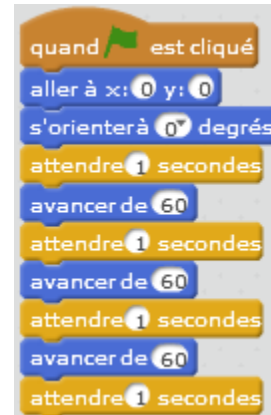 quand est cliqué
aller à x: 0 y: 0
s'orienter à 0 degrés
attendre 1 secondes
avancer de 60
attendre 1 secondes
avancer de 60
attendre 1 secondes
avancer de 60
attendre 1 secondes